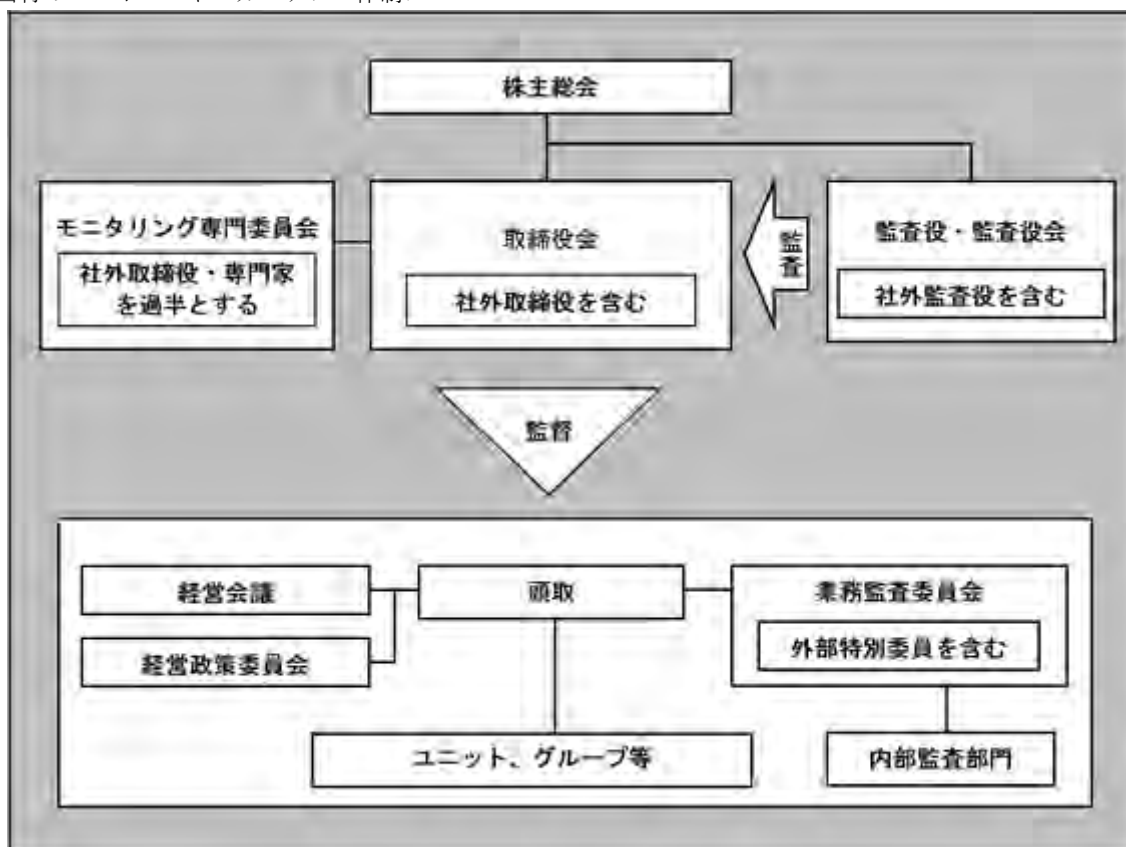 株主総会
モニタリング専門委員会
社外取締役・専門家
を過半とする
取締役会
社外取締役を含む
監査
監査役・監査役会
社外監査役を含む
監督
経営会議
頭取
業務監査委員会
外部特別委員を含む
経営政策委員会
ユニット、グループ等
内部監査部門